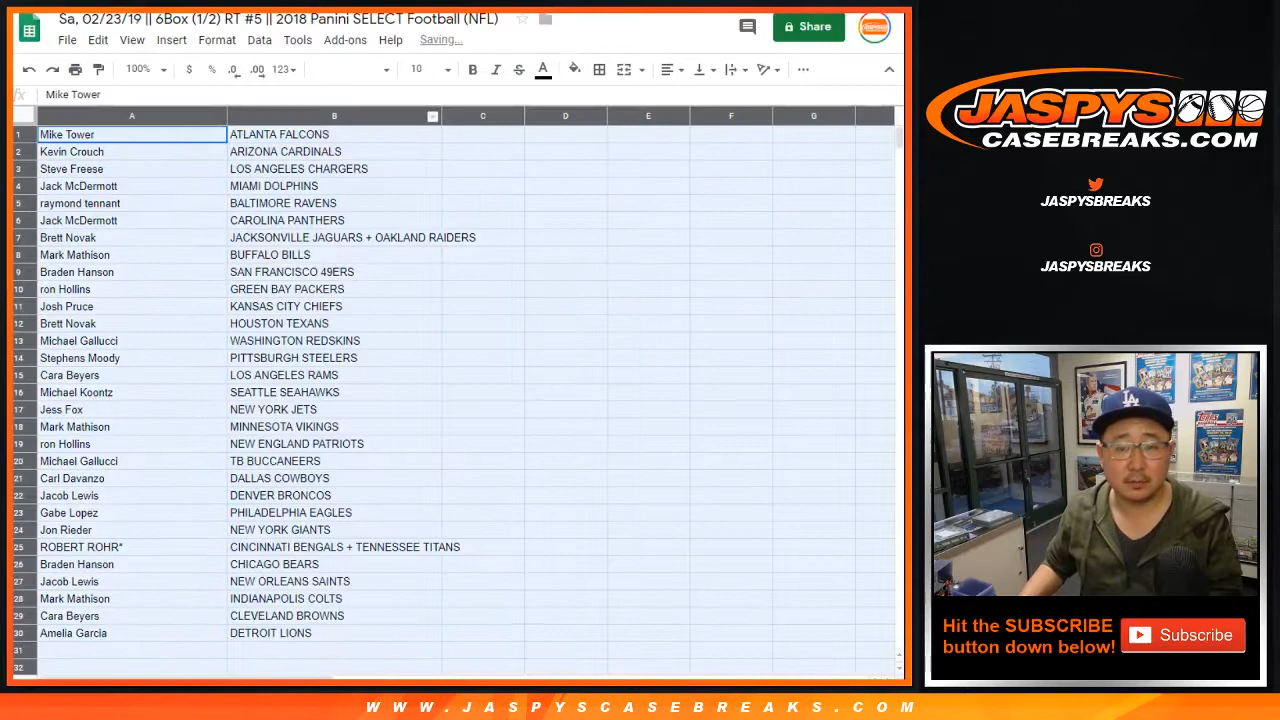 Sa, 02/23/19 || 6Box (1/2) RT #5 || 2018 Panini SELECT Football (NFL)
File Edit View Insert Format Data Tools Add-ons Help Saving...
Share
100% $ % .0 .00 123 10 B I S A
fx Mike Tower
A B C D E F G
1 Mike Tower ATLANTA FALCONS
2 Kevin Crouch ARIZONA CARDINALS
3 Steve Freese LOS ANGELES CHARGERS
4 Jack McDermott MIAMI DOLPHINS
5 raymond tennant BALTIMORE RAVENS
6 Jack McDermott CAROLINA PANTHERS
7 Brett Novak JACKSONVILLE JAGUARS + OAKLAND RAIDERS
8 Mark Mathison BUFFALO BILLS
9 Braden Hanson SAN FRANCISCO 49ERS
10 ron Hollins GREEN BAY PACKERS
11 Josh Pruce KANSAS CITY CHIEFS
12 Brett Novak HOUSTON TEXANS
13 Michael Gallucci WASHINGTON REDSKINS
14 Stephens Moody PITTSBURGH STEELERS
15 Cara Beyers LOS ANGELES RAMS
16 Michael Koontz SEATTLE SEAHAWKS
17 Jess Fox NEW YORK JETS
18 Mark Mathison MINNESOTA VIKINGS
19 ron Hollins NEW ENGLAND PATRIOTS
20 Michael Gallucci TB BUCCANEERS
21 Carl Davanzo DALLAS COWBOYS
22 Jacob Lewis DENVER BRONCOS
23 Gabe Lopez PHILADELPHIA EAGLES
24 Jon Rieder NEW YORK GIANTS
25 ROBERT ROHR* CINCINNATI BENGALS + TENNESSEE TITANS
26 Braden Hanson CHICAGO BEARS
27 Jacob Lewis NEW ORLEANS SAINTS
28 Mark Mathison INDIANAPOLIS COLTS
29 Cara Beyers CLEVELAND BROWNS
30 Amelia Garcia DETROIT LIONS
31
32
JASPYS
CASEBREAKS.COM
JASPYSBREAKS
JASPYSBREAKS
LA
Hit the SUBSCRIBE
button down below!
Subscribe
WWW.JASPYSCASEBREAKS.COM